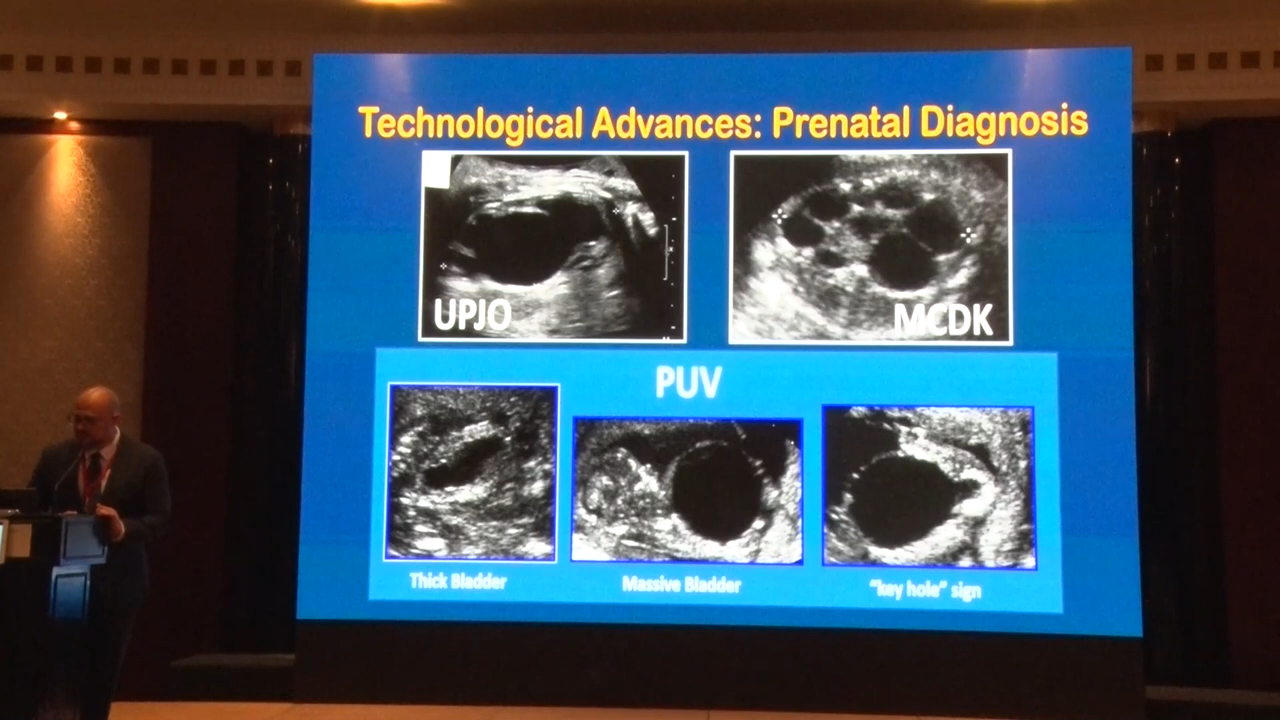 Technological Advances: Prenatal Diagnosis
UPJO
MCDK
PUV
Thick Bladder
Massive Bladder
“key hole” sign